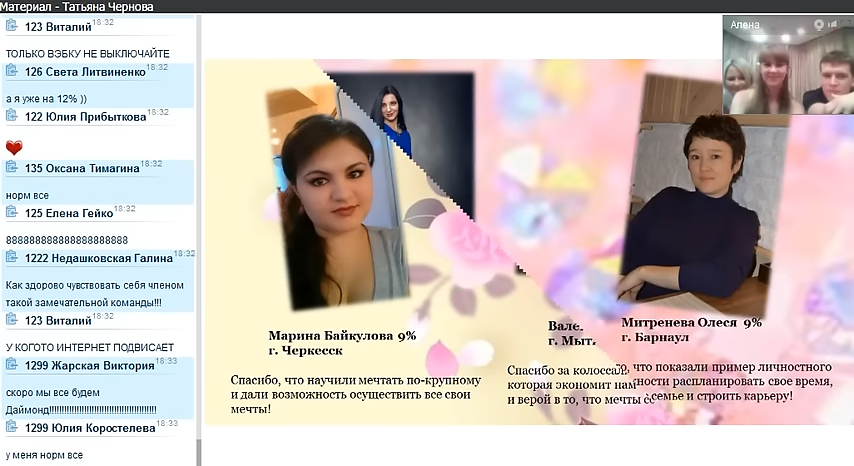 Материал - Татьяна Чернова
123 Виталий 18:32
ТОЛЬКО ВЭБКУ НЕ ВЫКЛЮЧАЙТЕ
126 Света Литвиненко 18:32
а я уже на 12% ))
122 Юлия Прибыткова 18:32
135 Оксана Тимагина 18:32
норм все
125 Елена Гейко 18:32
888888888888888888888
1222 Недашковская Галина 18:32
Как здорово чувствовать себя членом
такой замечательной команды!!!
123 Виталий 18:32
У КОГОТО ИНТЕРНЕТ ПОДВИСАЕТ
1299 Жарская Виктория 18:33
скоро мы все будем
Даймонд!!!!!!!!!!!!!!!!!!!!!!!!!!!!!!!!!!!!!!!
1299 Юлия Коростелева 18:33
у меня норм все
Алена
Марина Байкулова 9%
г. Черкесск
Спасибо, что научили мечтать по-крупному
и дали возможность осуществить все свои
мечты!
Вале
г. Мыт
Спасибо за колоссал
которая экономит нам
и верой в то, что мечты
Митренева Олеся 9%
г. Барнаул
что показали пример личностного
распланировать свое время,
семье и строить карьеру!